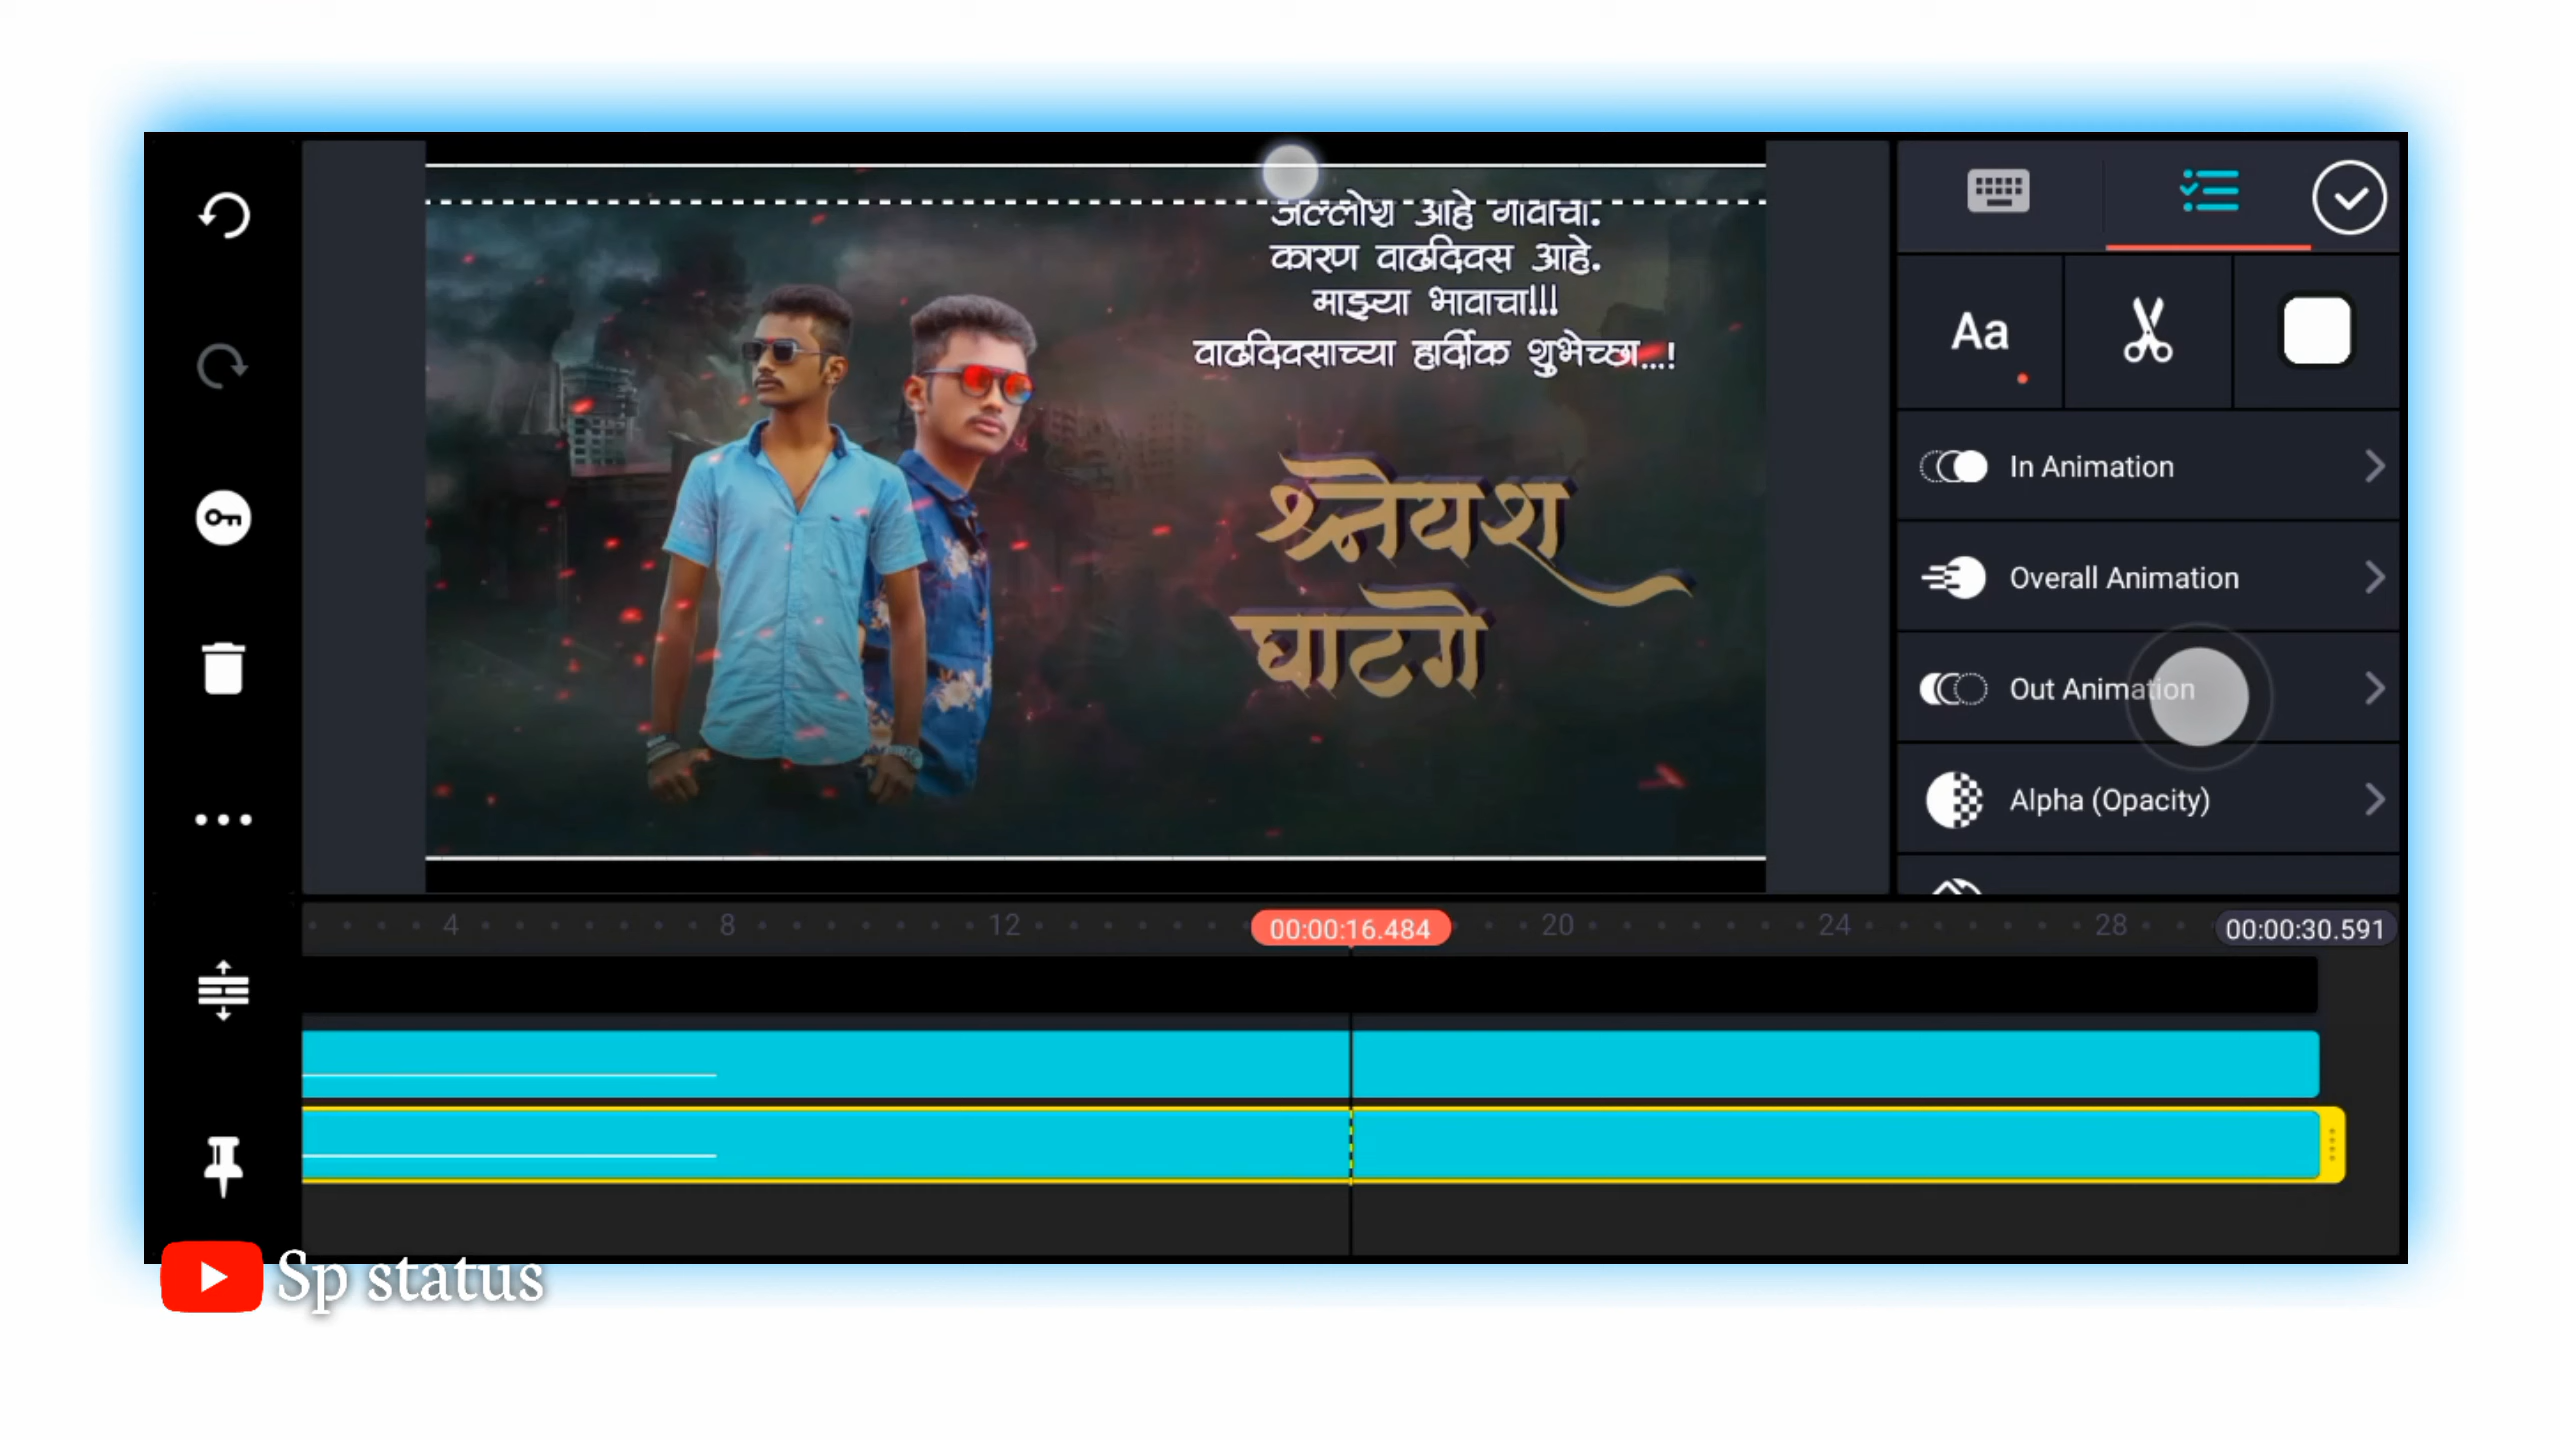 जल्लोश आहे गावाचा.
कारण वाढदिवस आहे.
माझ्या भावाचा!!!
वाढदिवसाच्या हार्दीक शुभेच्छा...!
श्रेयश
घाटगे
Aa
In Animation
Overall Animation
Out Animation
Alpha (Opacity)
4
8
12
00:00:16.484
20
24
28
00:00:30.591
Sp status